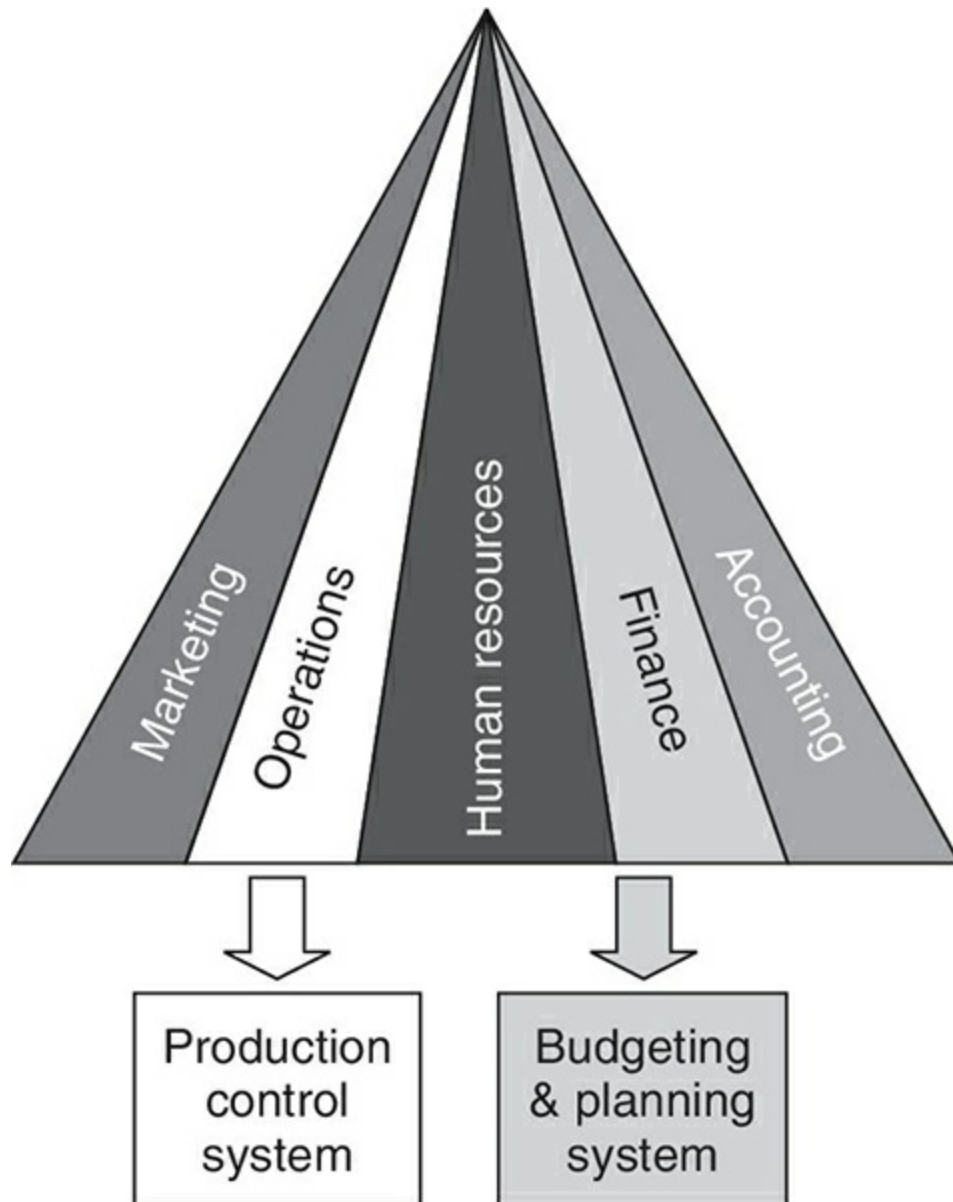 Marketing
Operations
Human resources
Finance
Accounting
Production
control
system
Budgeting
& planning
system